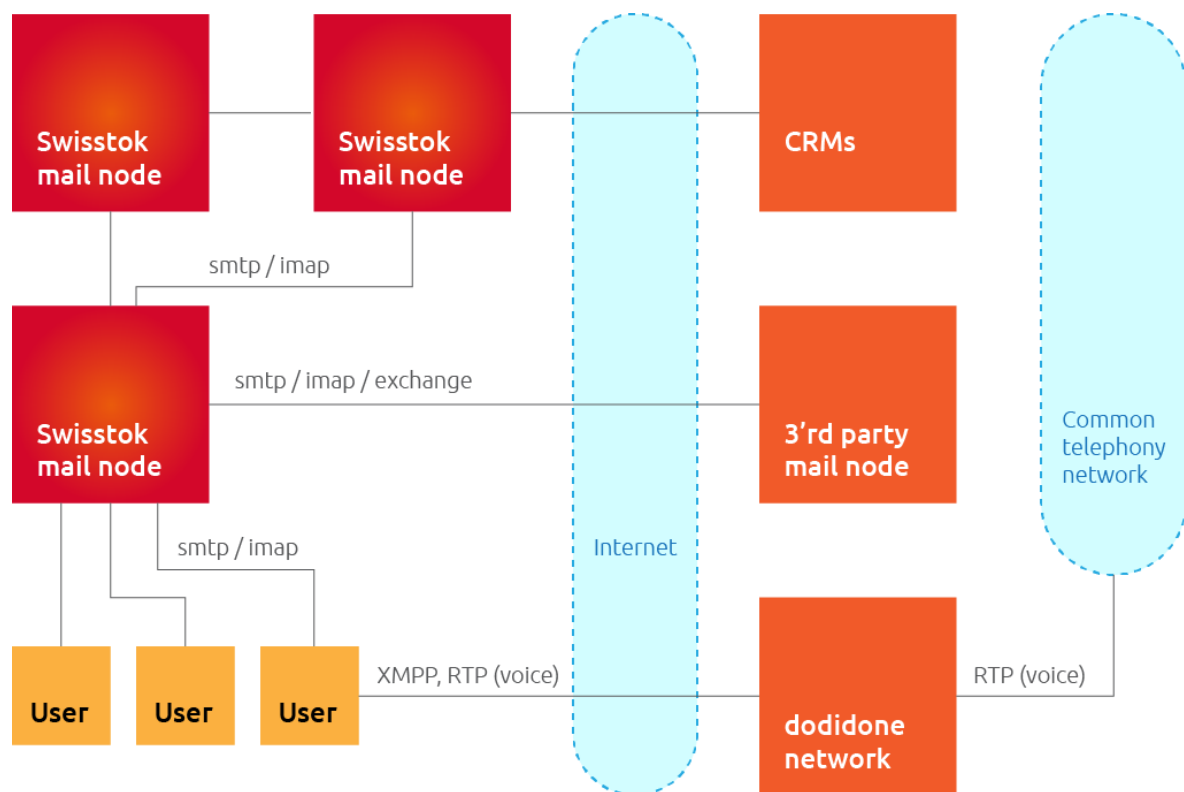 Swisstok
mail node
Swisstok
mail node
CRMs
smtp / imap
smtp / imap / exchange
Swisstok
mail node
3'rd party
mail node
Common
telephony
network
smtp / imap
Internet
User
User
User
XMPP, RTP (voice)
RTP (voice)
dodidone
network